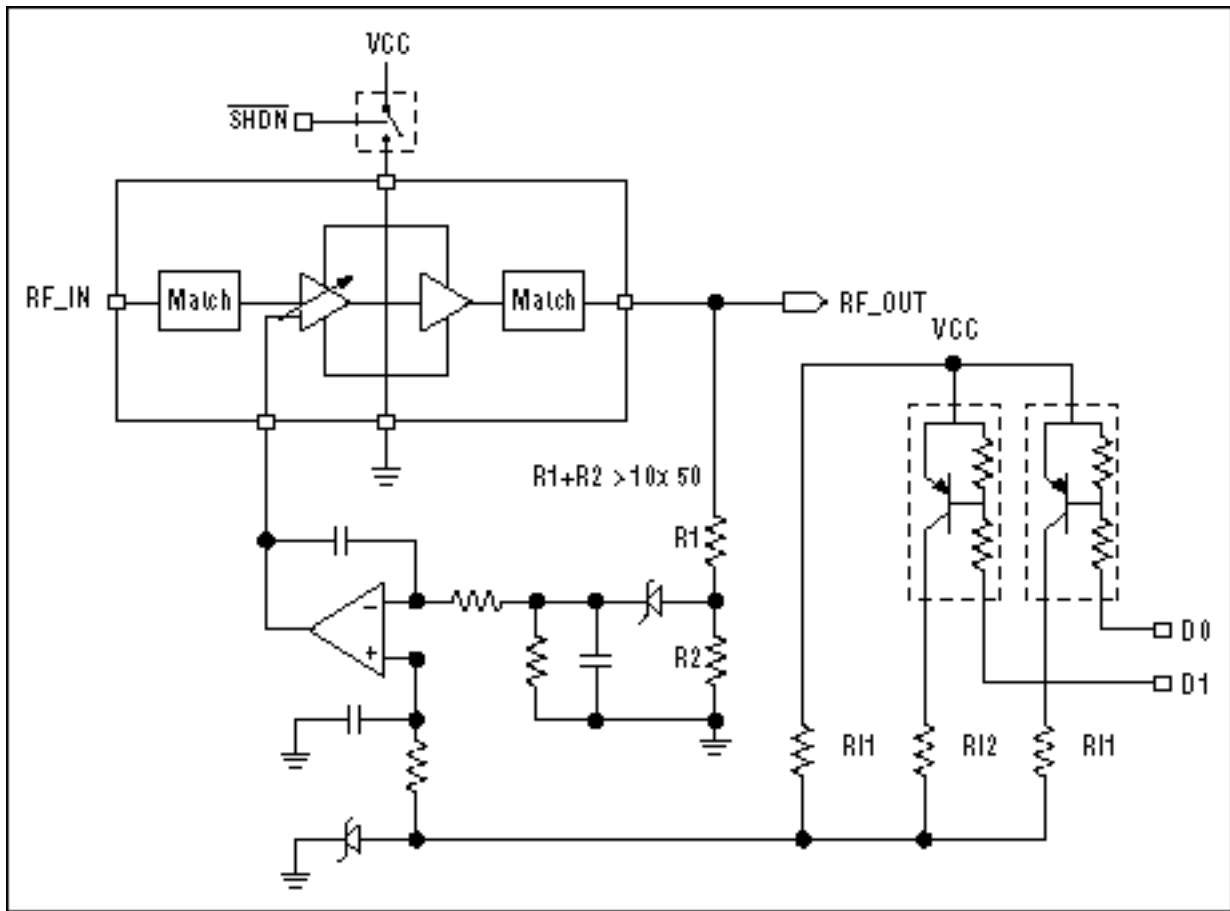 VCC
SHDN
RF_IN
Match
Match
RF_OUT
VCC
R1+R2 >10x 50
R1
−
+
R2
D0
D1
RI1
RI2
RI1